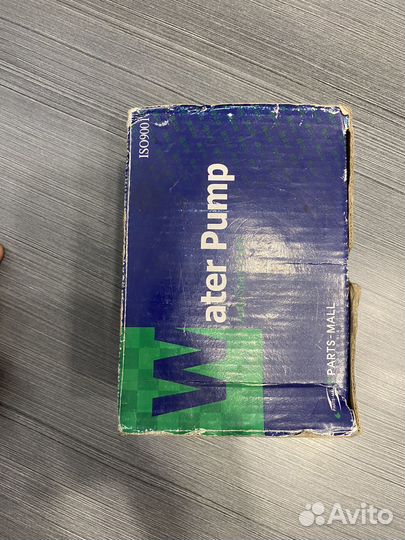 ISO9001
Water Pump
PARTS-MALL
Avito